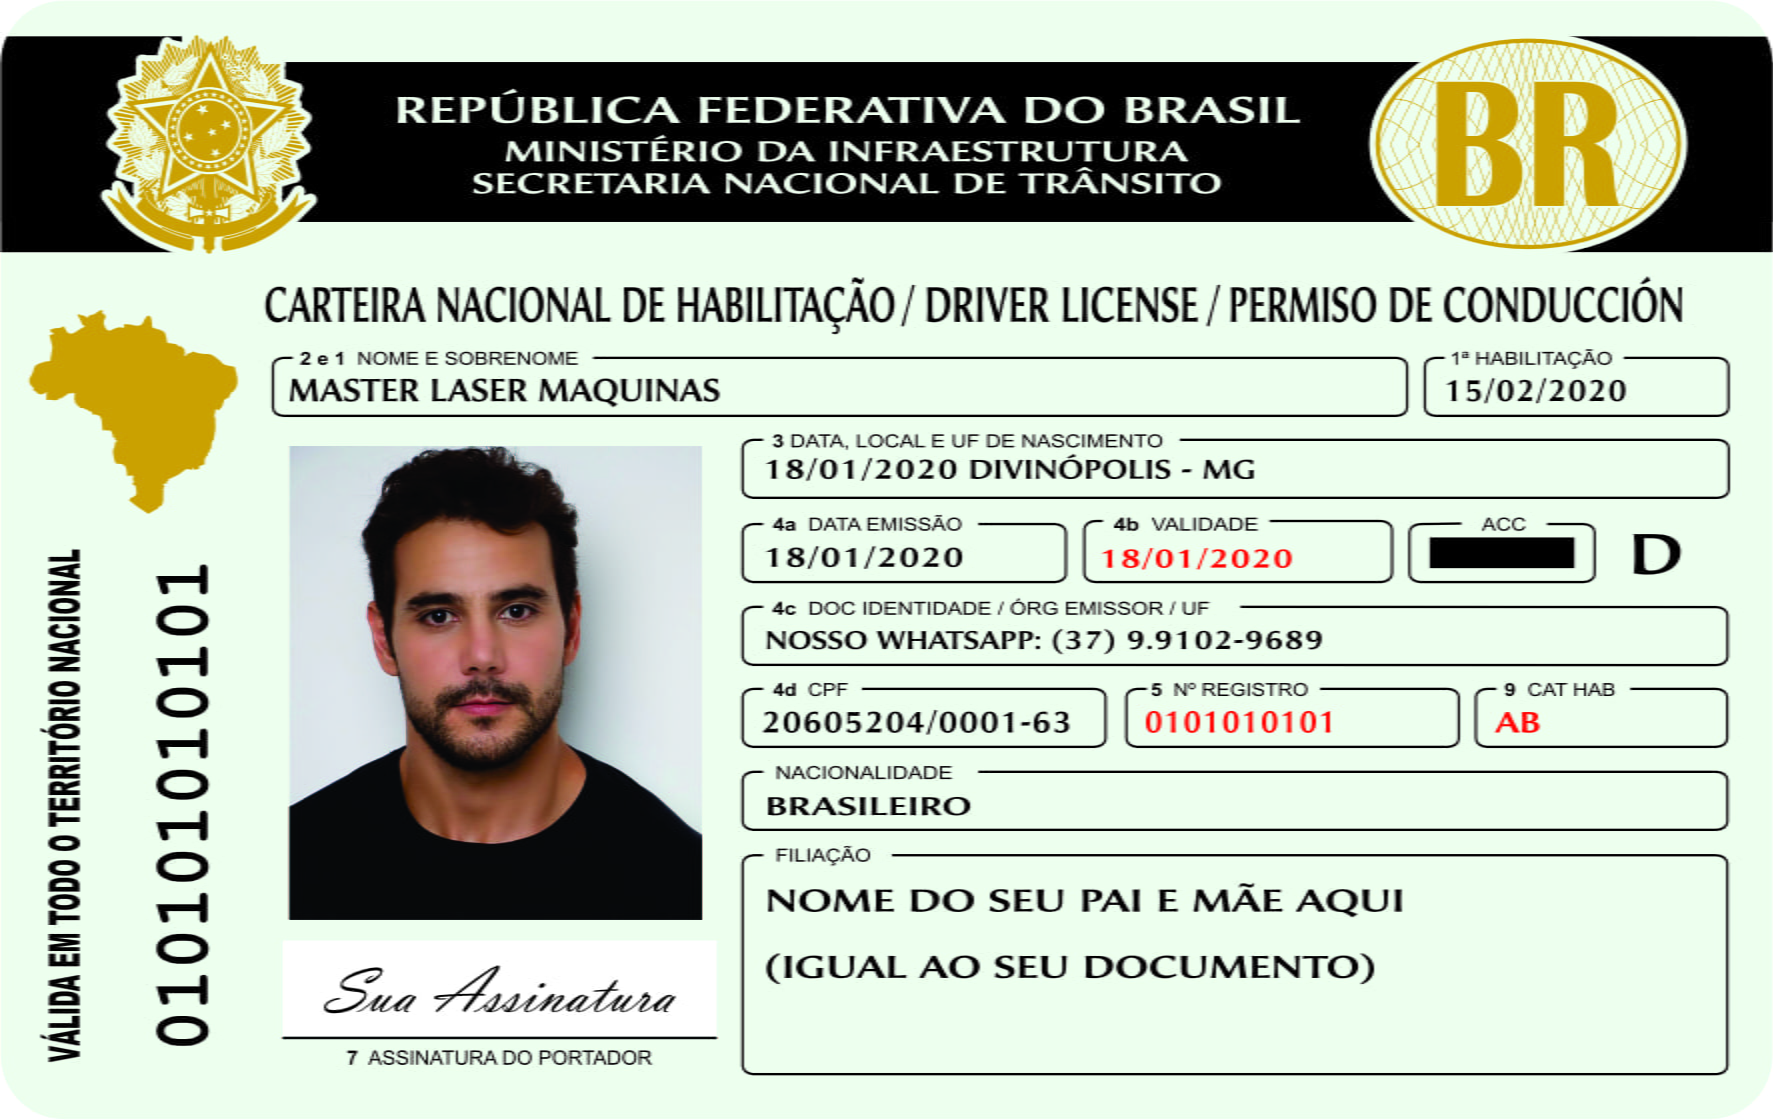 REPÚBLICA FEDERATIVA DO BRASIL
MINISTÉRIO DA INFRAESTRUTURA
SECRETARIA NACIONAL DE TRÂNSITO
BR
CARTEIRA NACIONAL DE HABILITAÇÃO / DRIVER LICENSE / PERMISO DE CONDUCCIÓN
2 e 1 NOME E SOBRENOME
MASTER LASER MAQUINAS
1ª HABILITAÇÃO
15/02/2020
3 DATA, LOCAL E UF DE NASCIMENTO
18/01/2020 DIVINÓPOLIS - MG
4a DATA EMISSÃO
18/01/2020
4b VALIDADE
18/01/2020
ACC
D
4c DOC IDENTIDADE / ÓRG EMISSOR / UF
NOSSO WHATSAPP: (37) 9.9102-9689
4d CPF
20605204/0001-63
5 Nº REGISTRO
0101010101
9 CAT HAB
AB
NACIONALIDADE
BRASILEIRO
FILIAÇÃO
NOME DO SEU PAI E MÃE AQUI
(IGUAL AO SEU DOCUMENTO)
Sua Assinatura
7 ASSINATURA DO PORTADOR
VÁLIDA EM TODO O TERRITÓRIO NACIONAL
01010101010101